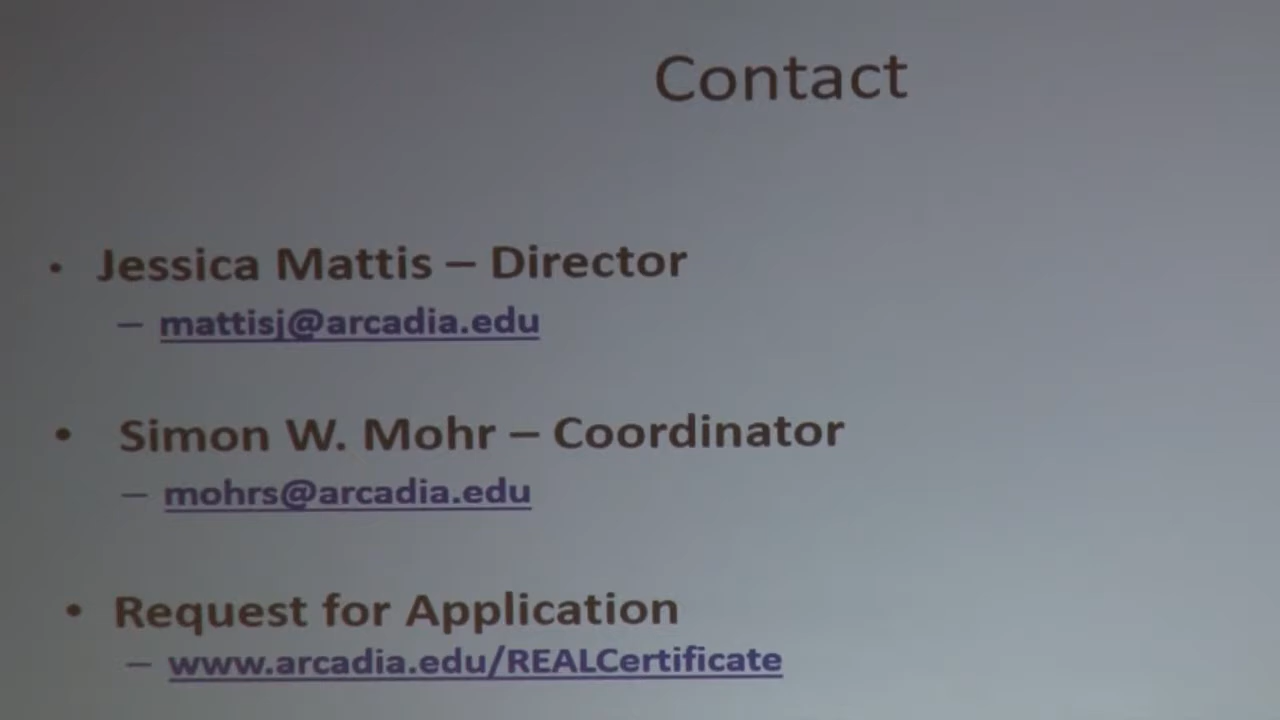 Contact
• Jessica Mattis – Director
– mattisj@arcadia.edu
• Simon W. Mohr – Coordinator
– mohrs@arcadia.edu
• Request for Application
– www.arcadia.edu/REALCertificate